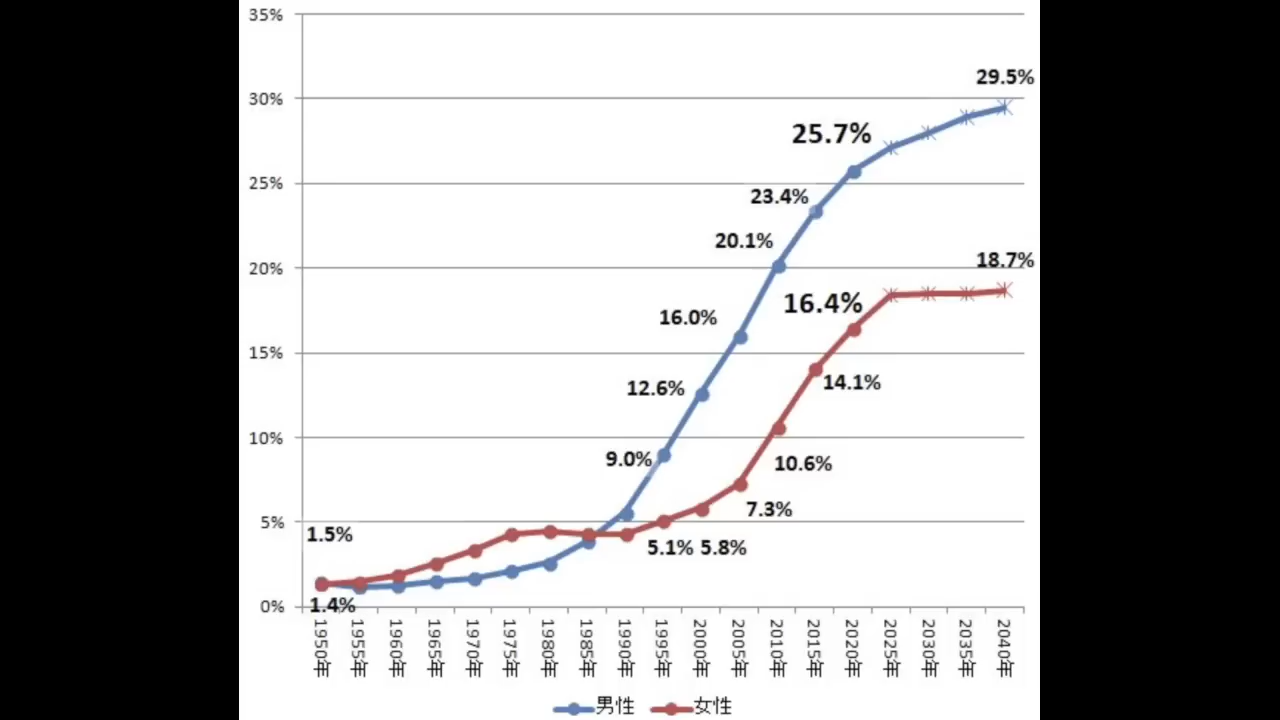 35%
30%
25%
20%
15%
10%
5%
0%
29.5%
25.7%
23.4%
20.1%
18.7%
16.4%
16.0%
12.6%
14.1%
9.0%
10.6%
7.3%
1.5%
5.1% 5.8%
1.4%
1950年
1955年
1960年
1965年
1970年
1975年
1980年
1985年
1990年
1995年
2000年
2005年
2010年
2015年
2020年
2025年
2030年
2035年
2040年
男性 女性